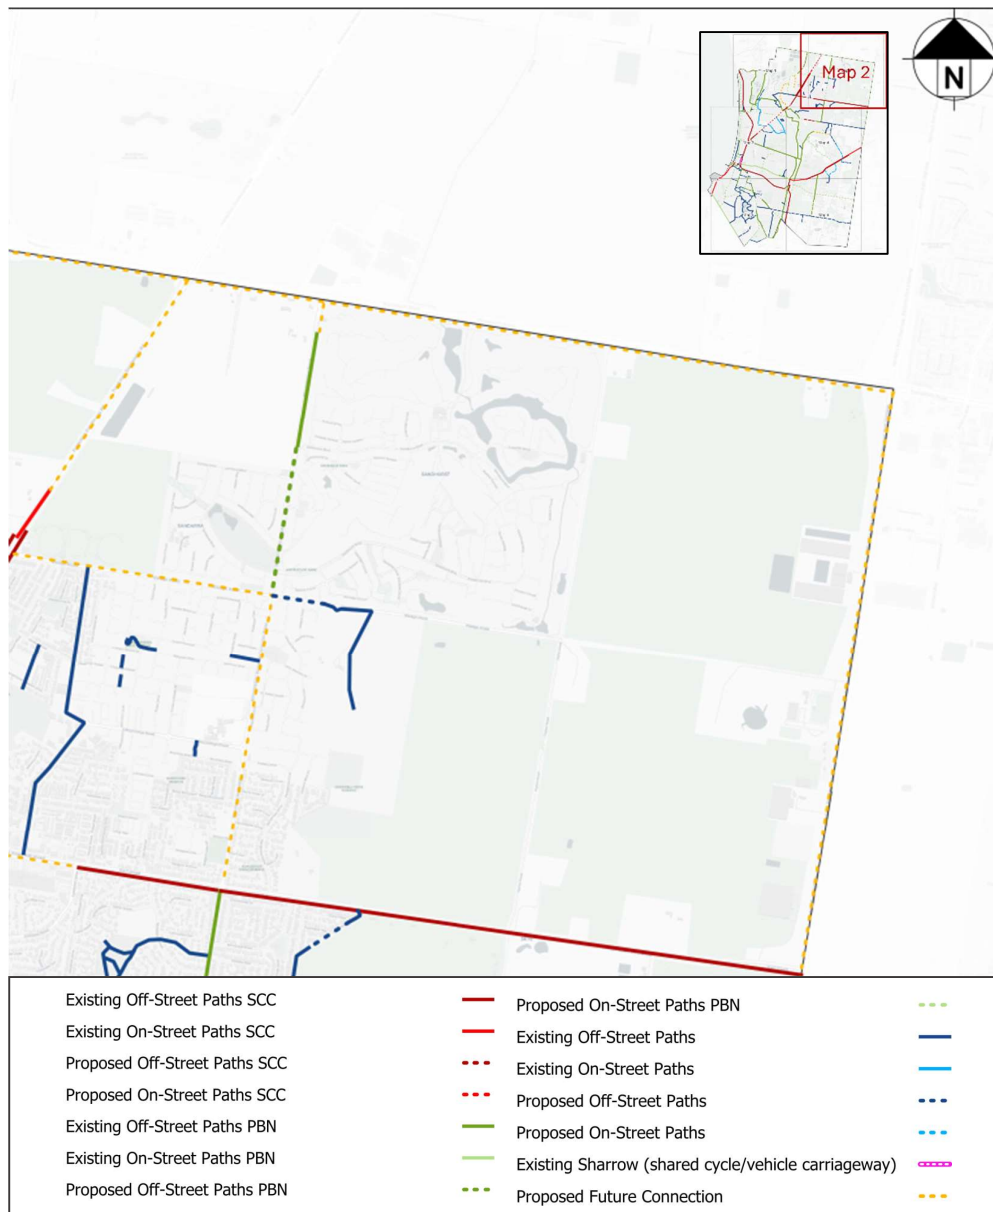 Map 2
N
Existing Off-Street Paths SCC
Existing On-Street Paths SCC
Proposed Off-Street Paths SCC
Proposed On-Street Paths SCC
Existing Off-Street Paths PBN
Existing On-Street Paths PBN
Proposed Off-Street Paths PBN
Proposed On-Street Paths PBN
Existing Off-Street Paths
Existing On-Street Paths
Proposed Off-Street Paths
Proposed On-Street Paths
Existing Sharrow (shared cycle/vehicle carriageway)
Proposed Future Connection